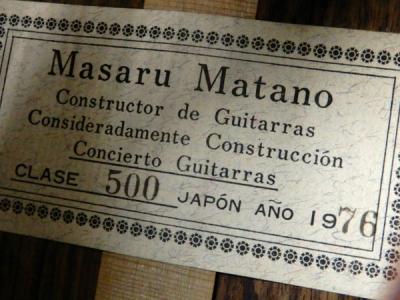 Masaru Matano
Constructor de Guitarras
Consideradamente Construcción
Concierto Guitarras
CLASE 500 JAPÓN AÑO 1976